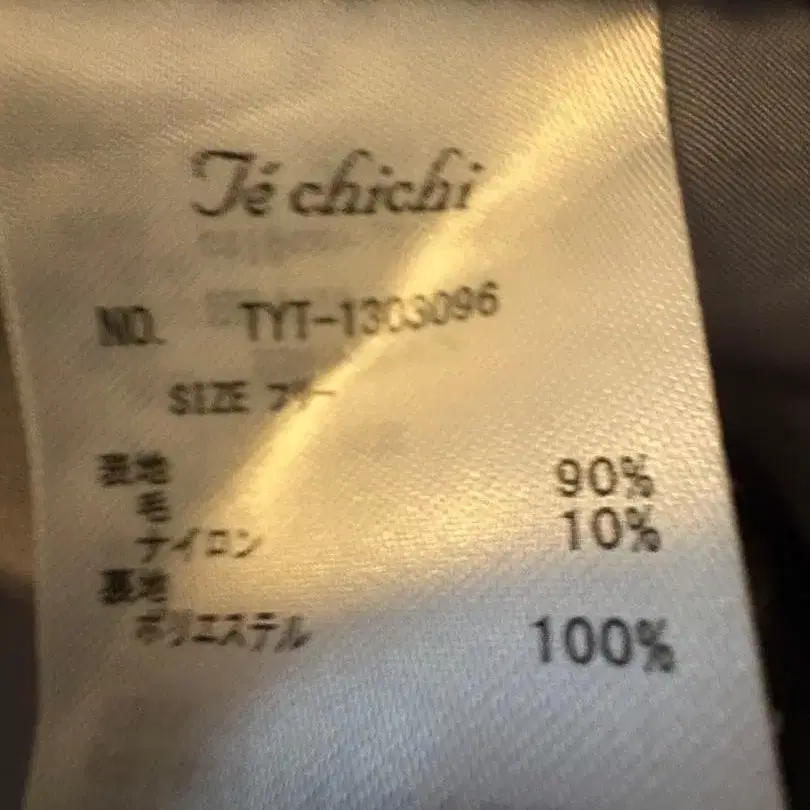 Té chichi
NO. TYT-1303096
SIZE フリー
表地
毛 90%
ナイロン 10%
裏地
ポリエステル 100%